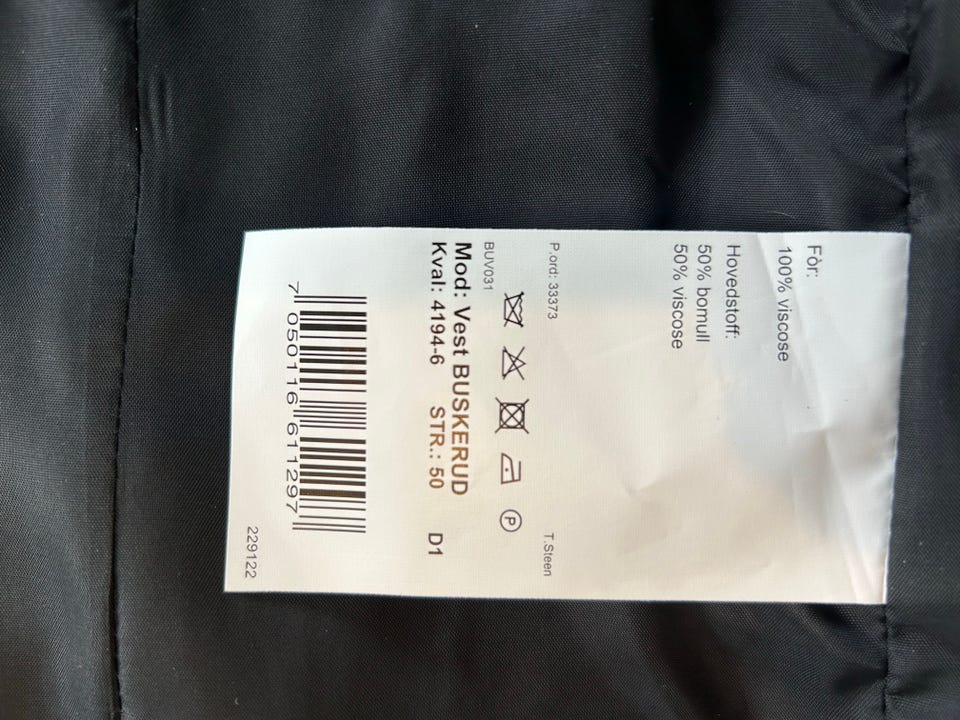 Fòr:
100% viscose
Hovedstoff:
50% bomull
50% viscose
P.ord: 33373
T.Steen
P
BUV031
Mod: Vest BUSKERUD
Kval: 4194-6 STR.: 50 D1
7 050116 611297
229122